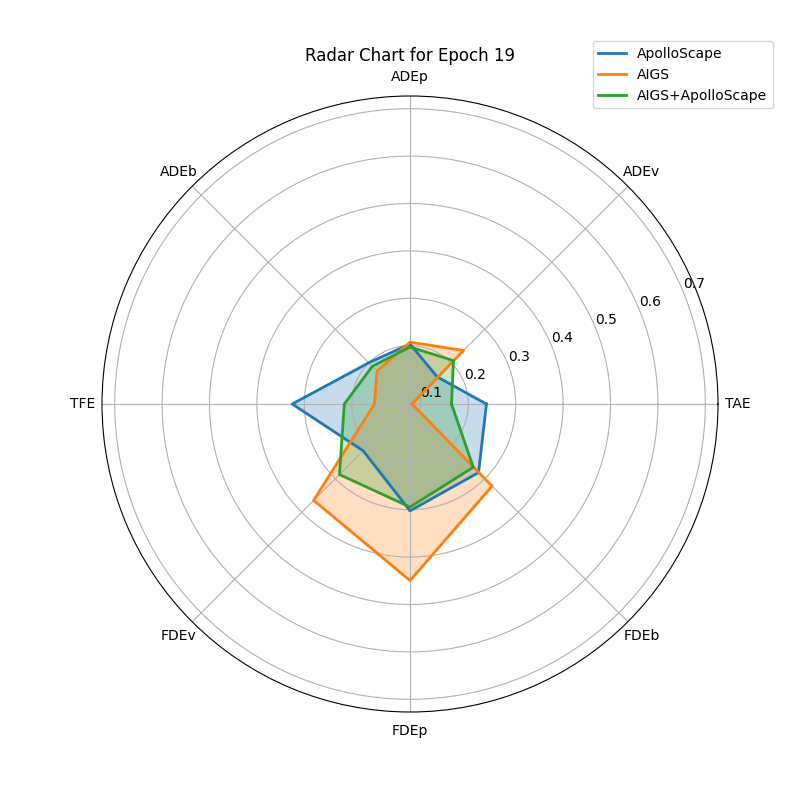 Radar Chart for Epoch 19
ApolloScape
AIGS
AIGS+ApolloScape
ADEp
ADEb
ADEv
0.7
0.6
0.5
0.4
0.3
0.2
0.1
TFE
TAE
FDEv
FDEb
FDEp